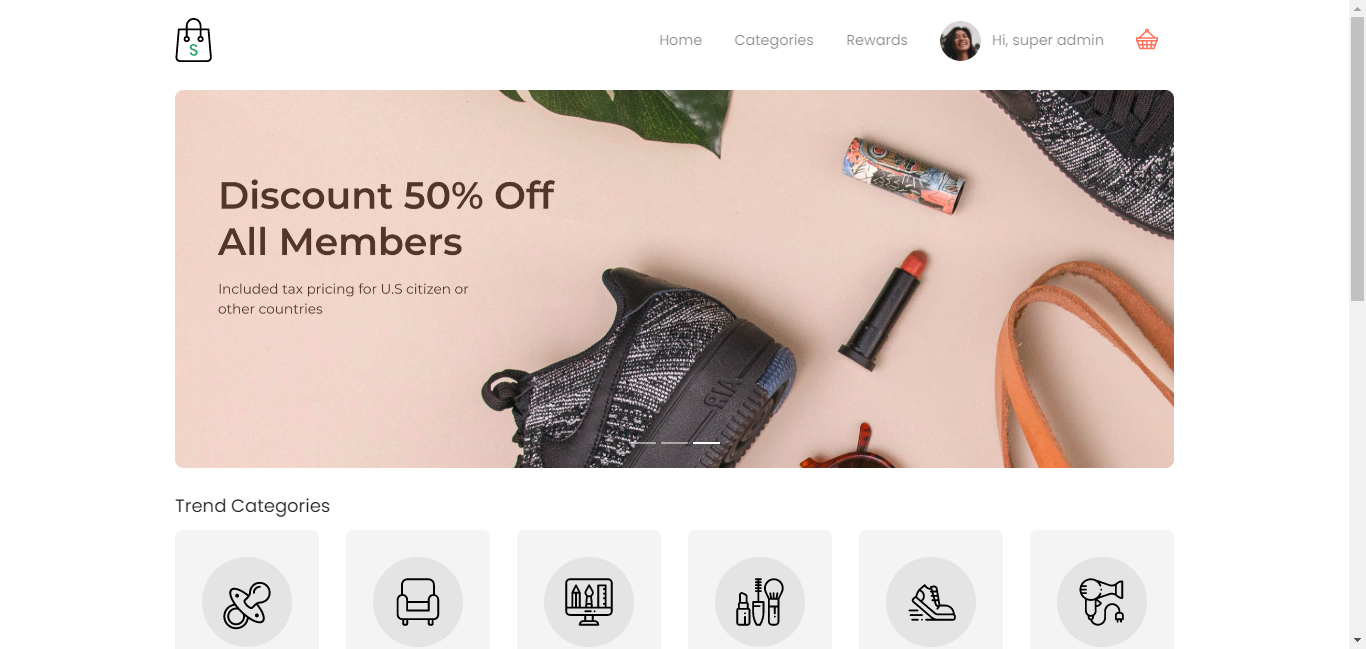 S
Home
Categories
Rewards
Hi, super admin
Discount 50% Off
All Members
Included tax pricing for U.S citizen or
other countries
Trend Categories